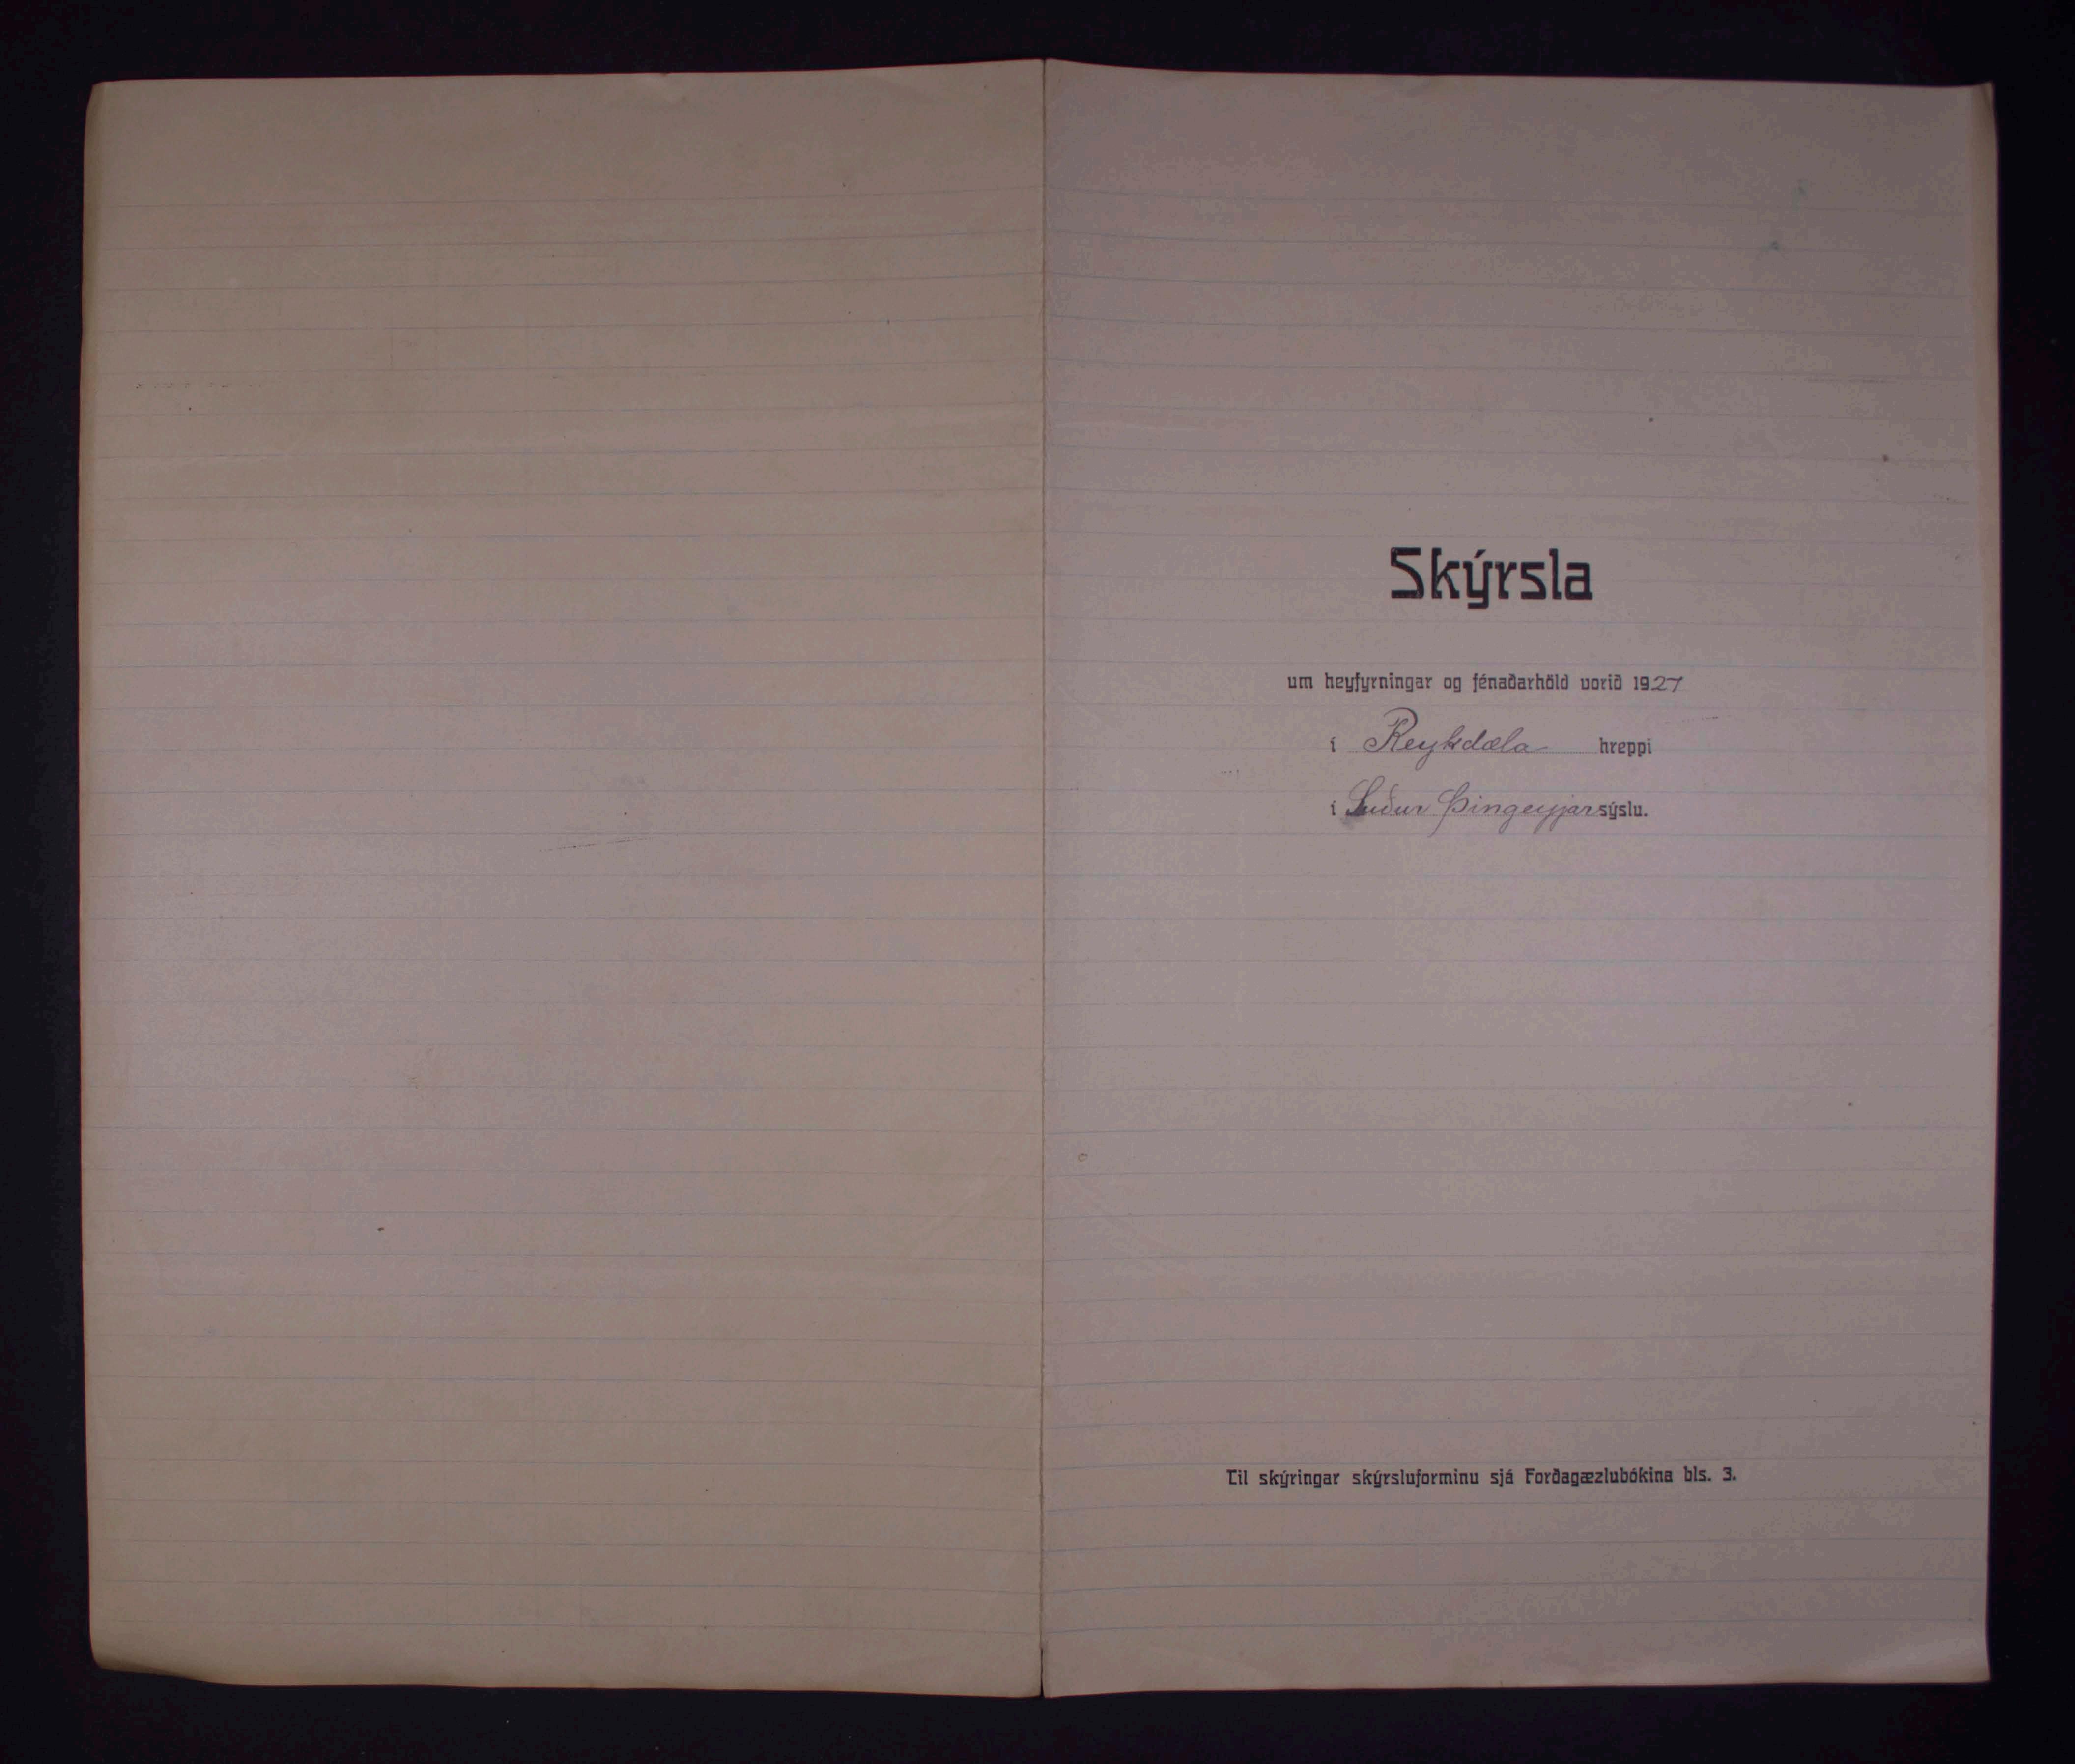 Skýrsla
um heyfyrningar og fénaðarhöld vorið 1927
í Reykdæla hreppi
í Suður Þingeyjarsýslu.
Til skýringar skýrsluforminu sjá Forðagæzlubókina bls. 3.